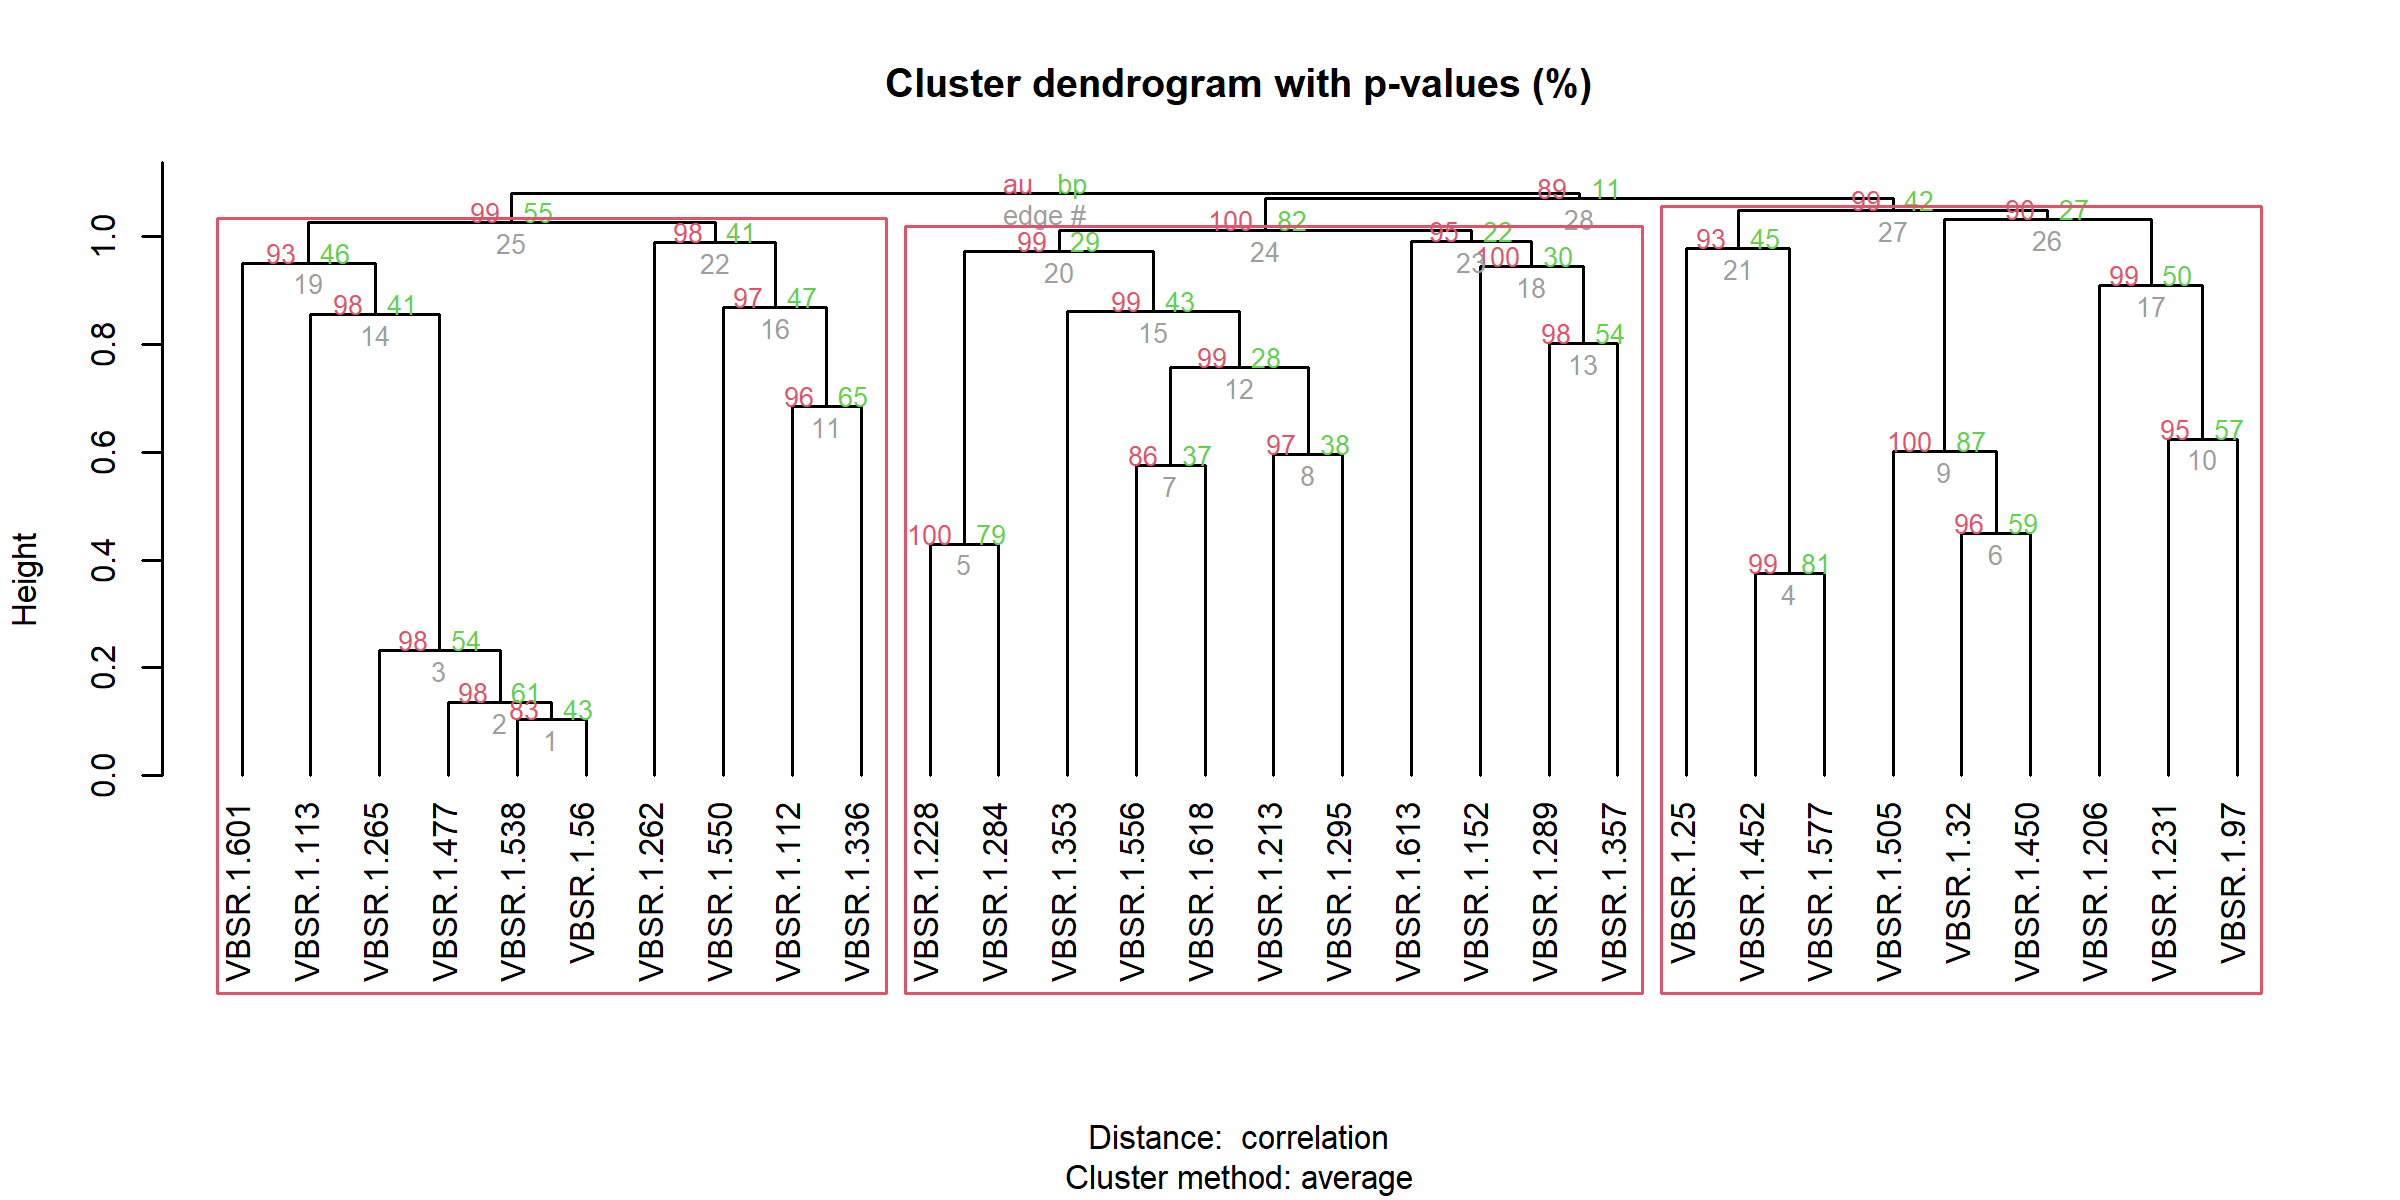 Cluster dendrogram with p-values (%)
au bp
edge #
89 11
28
99 55
25
100 82
24
99 42
27
90 27
26
93 46
19
98 41
22
99 29
20
95 22
23
100 30
18
93 45
21
99 50
17
98 41
14
97 47
16
99 43
15
98 54
13
99 28
12
96 65
11
86 37
7
97 38
8
100 87
9
95 57
10
100 79
5
96 59
6
99 81
4
98 54
3
98 61
2
83 43
1
Height
0.0 0.2 0.4 0.6 0.8 1.0
VBSR.1.601
VBSR.1.113
VBSR.1.265
VBSR.1.477
VBSR.1.538
VBSR.1.56
VBSR.1.262
VBSR.1.550
VBSR.1.112
VBSR.1.336
VBSR.1.228
VBSR.1.284
VBSR.1.353
VBSR.1.556
VBSR.1.618
VBSR.1.213
VBSR.1.295
VBSR.1.613
VBSR.1.152
VBSR.1.289
VBSR.1.357
VBSR.1.25
VBSR.1.452
VBSR.1.577
VBSR.1.505
VBSR.1.32
VBSR.1.450
VBSR.1.206
VBSR.1.231
VBSR.1.97
Distance: correlation
Cluster method: average